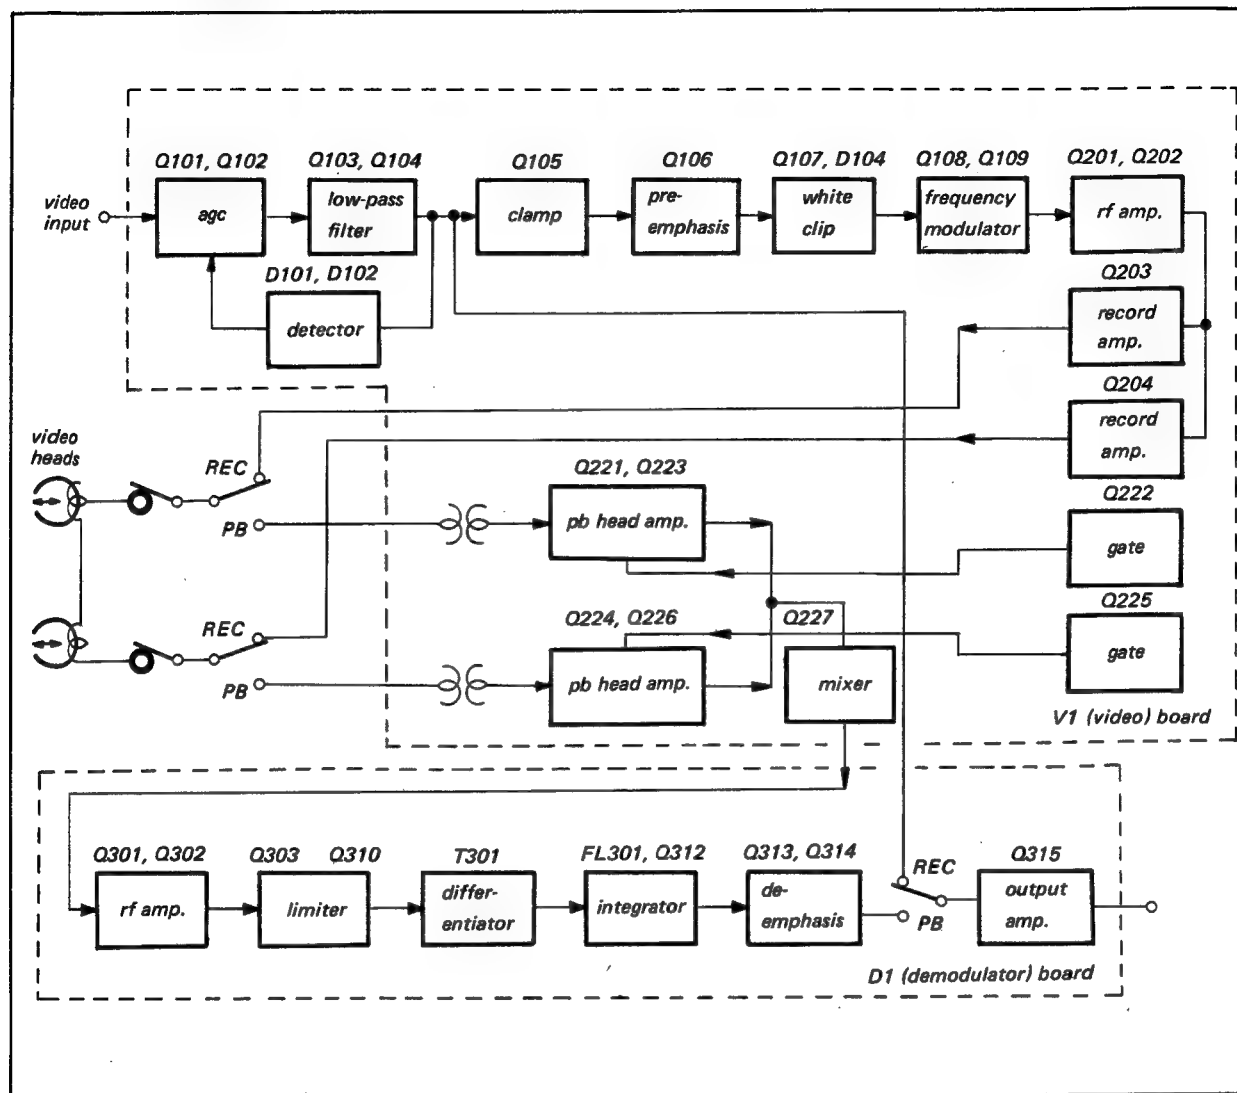 Q101, Q102
Q103, Q104
Q105
Q106
Q107, D104
Q108, Q109
Q201, Q202
video
input
agc
low-pass
filter
clamp
pre-
emphasis
white
clip
frequency
modulator
rf amp.
D101, D102
detector
Q203
record
amp.
Q204
record
amp.
video
heads
REC
PB
Q221, Q223
pb head amp.
Q222
gate
REC
PB
Q224, Q226
pb head amp.
Q227
mixer
Q225
gate
V1 (video) board
Q301, Q302
Q303 Q310
T301
FL301, Q312
Q313, Q314
REC
PB
Q315
rf amp.
limiter
differ-
entiator
integrator
de-
emphasis
output
amp.
D1 (demodulator) board